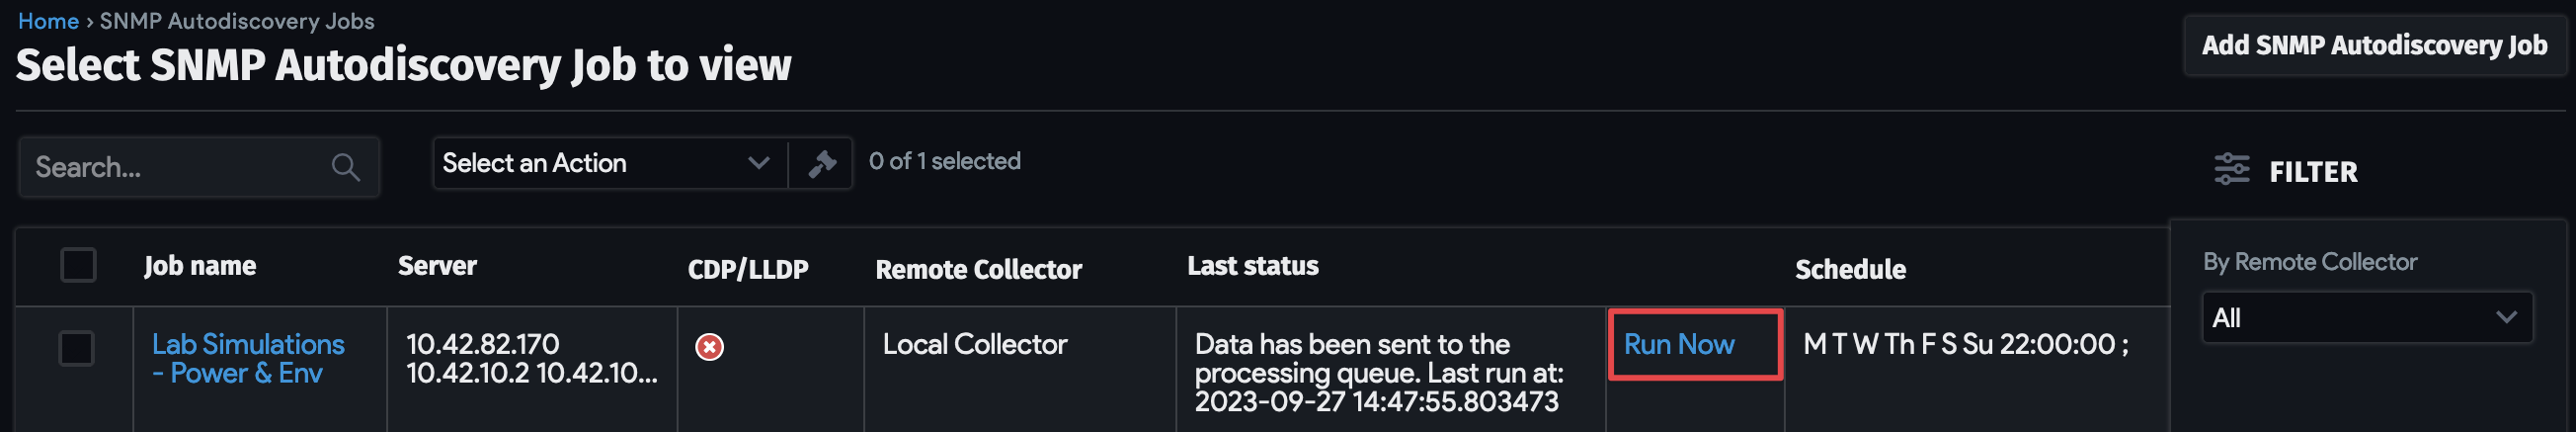 Home › SNMP Autodiscovery Jobs
Select SNMP Autodiscovery Job to view
Add SNMP Autodiscovery Job
Search...
Select an Action
0 of 1 selected
FILTER
Job name
Server
CDP/LLDP
Remote Collector
Last status
Schedule
By Remote Collector
All
Lab Simulations
- Power & Env
10.42.82.170
10.42.10.2 10.42.10...
Local Collector
Data has been sent to the
processing queue. Last run at:
2023-09-27 14:47:55.803473
Run Now
M T W Th F S Su 22:00:00 ;